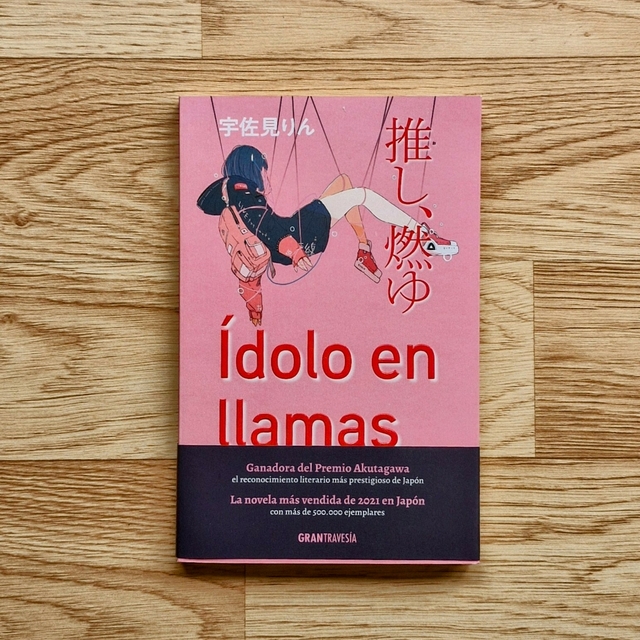 宇佐見りん
推し、燃ゆ
Ídolo en
llamas
Ganadora del Premio Akutagawa
el reconocimiento literario más prestigioso de Japón
La novela más vendida de 2021 en Japón
con más de 500.000 ejemplares
GRANTRAVESÍA